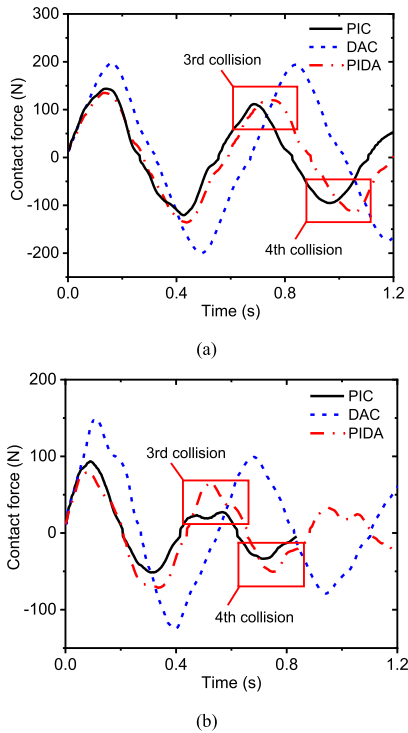 300
PIC
DAC
PIDA
200
3rd collision
100
0
-100
4th collision
-200
Contact force (N)
0.0 0.4 0.8 1.2
Time (s)
(a)
200
PIC
DAC
PIDA
100
3rd collision
0
4th collision
-100
Contact force (N)
0.0 0.4 0.8 1.2
Time (s)
(b)